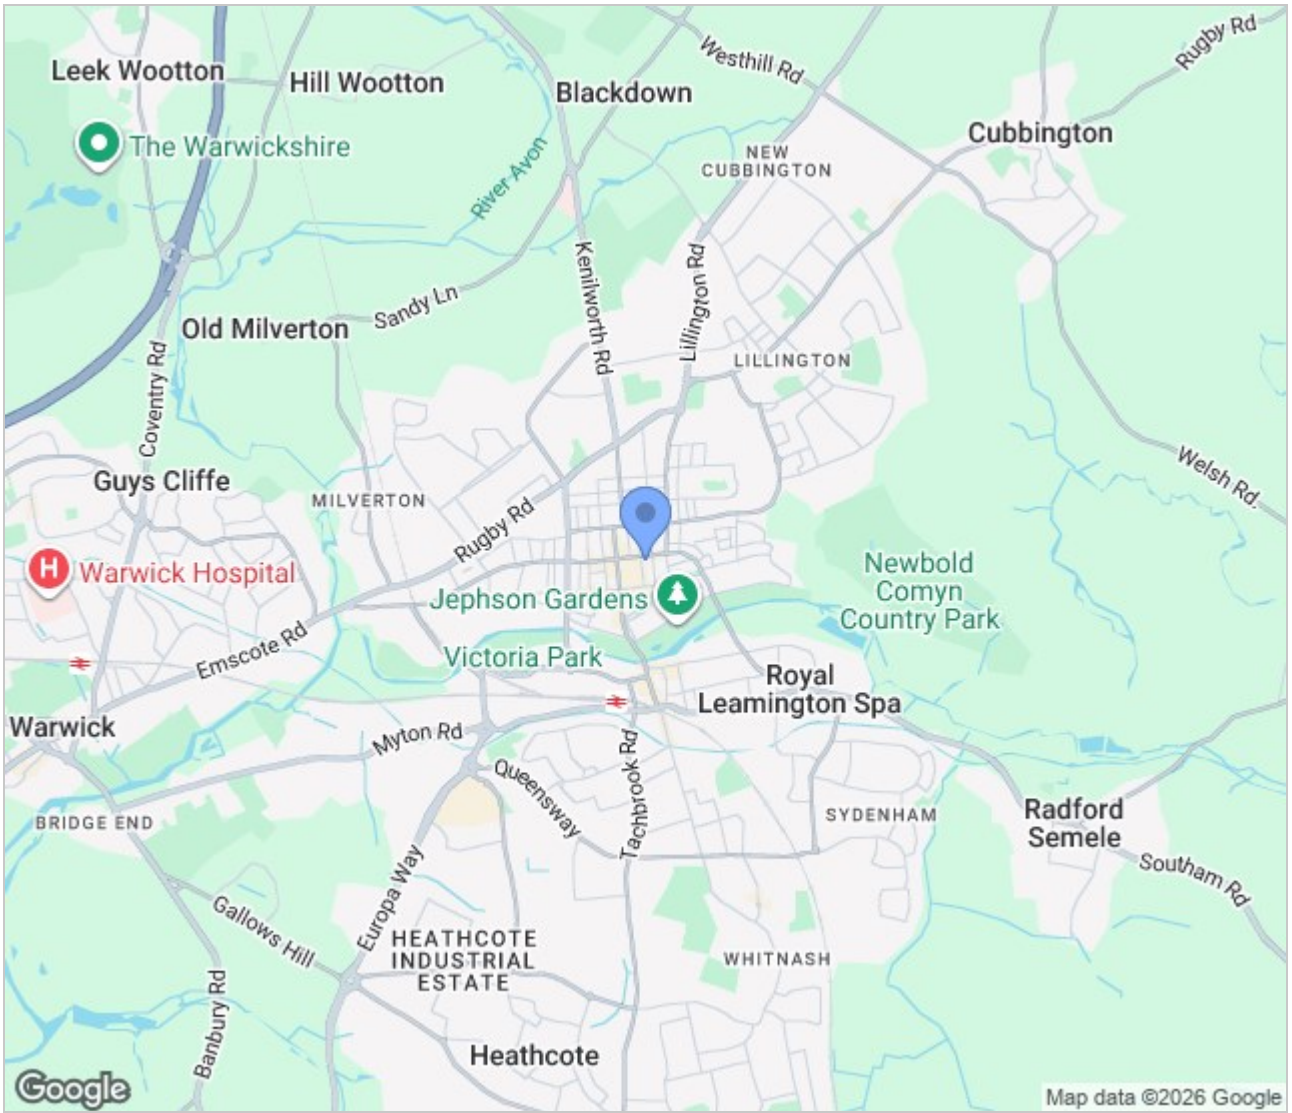 Westhill Rd
Rugby Rd
Leek Wootton
Hill Wootton
Blackdown
Cubbington
The Warwickshire
NEW
CUBBINGTON
River Avon
Kenilworth Rd
Lillington Rd
Sandy Ln
Old Milverton
LILLINGTON
Coventry Rd
Guys Cliffe
MILVERTON
Welsh Rd.
Rugby Rd
H
Warwick Hospital
Jephson Gardens
Newbold
Comyn
Country Park
Emscote Rd
Victoria Park
Royal
Leamington Spa
Warwick
Myton Rd
Queensway
Tachbrook Rd
BRIDGE END
SYDENHAM
Radford
Semele
Southam Rd
Europa Way
Gallows Hill
HEATHCOTE
INDUSTRIAL
ESTATE
WHITNASH
Banbury Rd
Heathcote
Google
Map data ©2026 Google